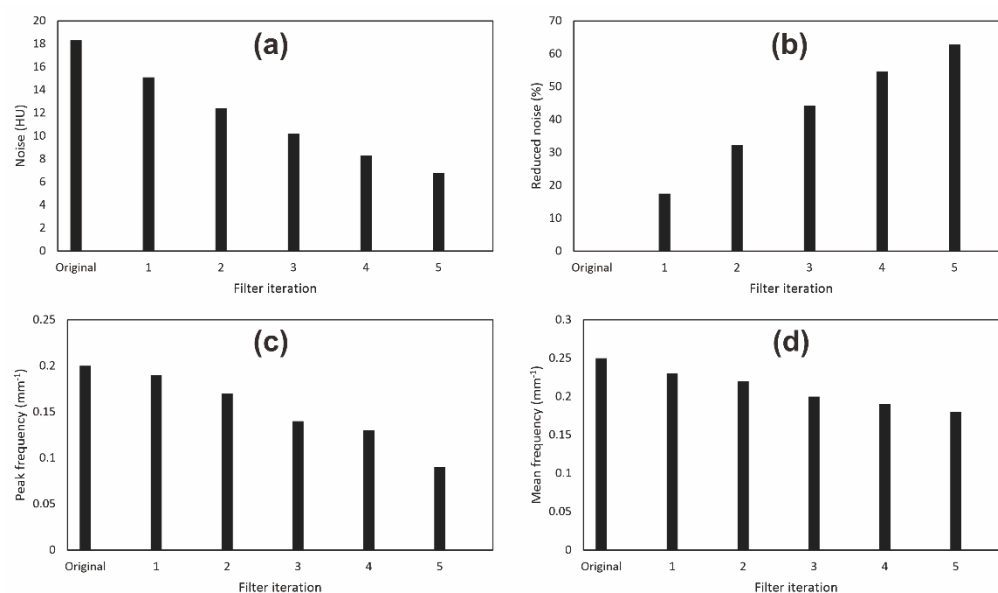 (a)
Noise (HU)
20
18
16
14
12
10
8
6
4
2
0
Original 1 2 3 4 5
Filter iteration
(b)
Reduced noise (%)
70
60
50
40
30
20
10
0
Original 1 2 3 4 5
Filter iteration
(c)
Peak frequency (mm⁻¹)
0.25
0.2
0.15
0.1
0.05
0
Original 1 2 3 4 5
Filter iteration
(d)
Mean frequency (mm⁻¹)
0.3
0.25
0.2
0.15
0.1
0.05
0
Original 1 2 3 4 5
Filter iteration